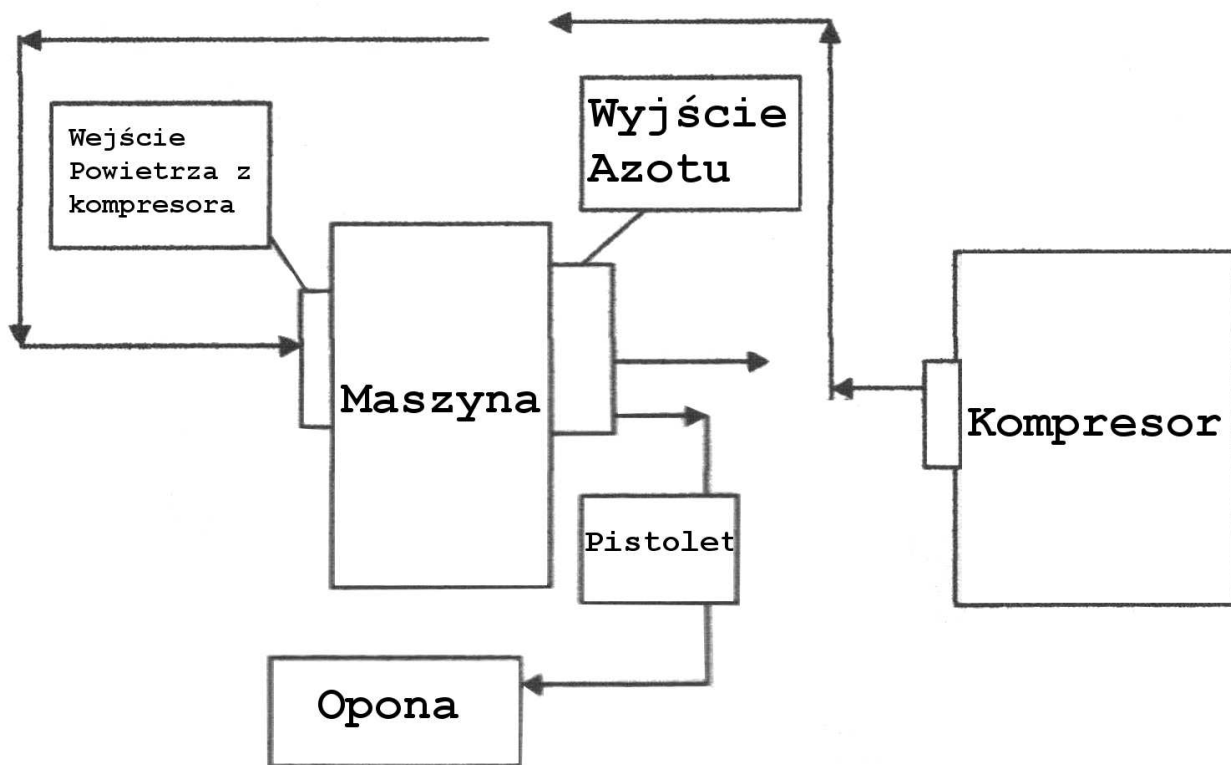 Wejście
Powietrza z
kompresora
Wyjście
Azotu
Maszyna
Kompresor
Pistolet
Opona